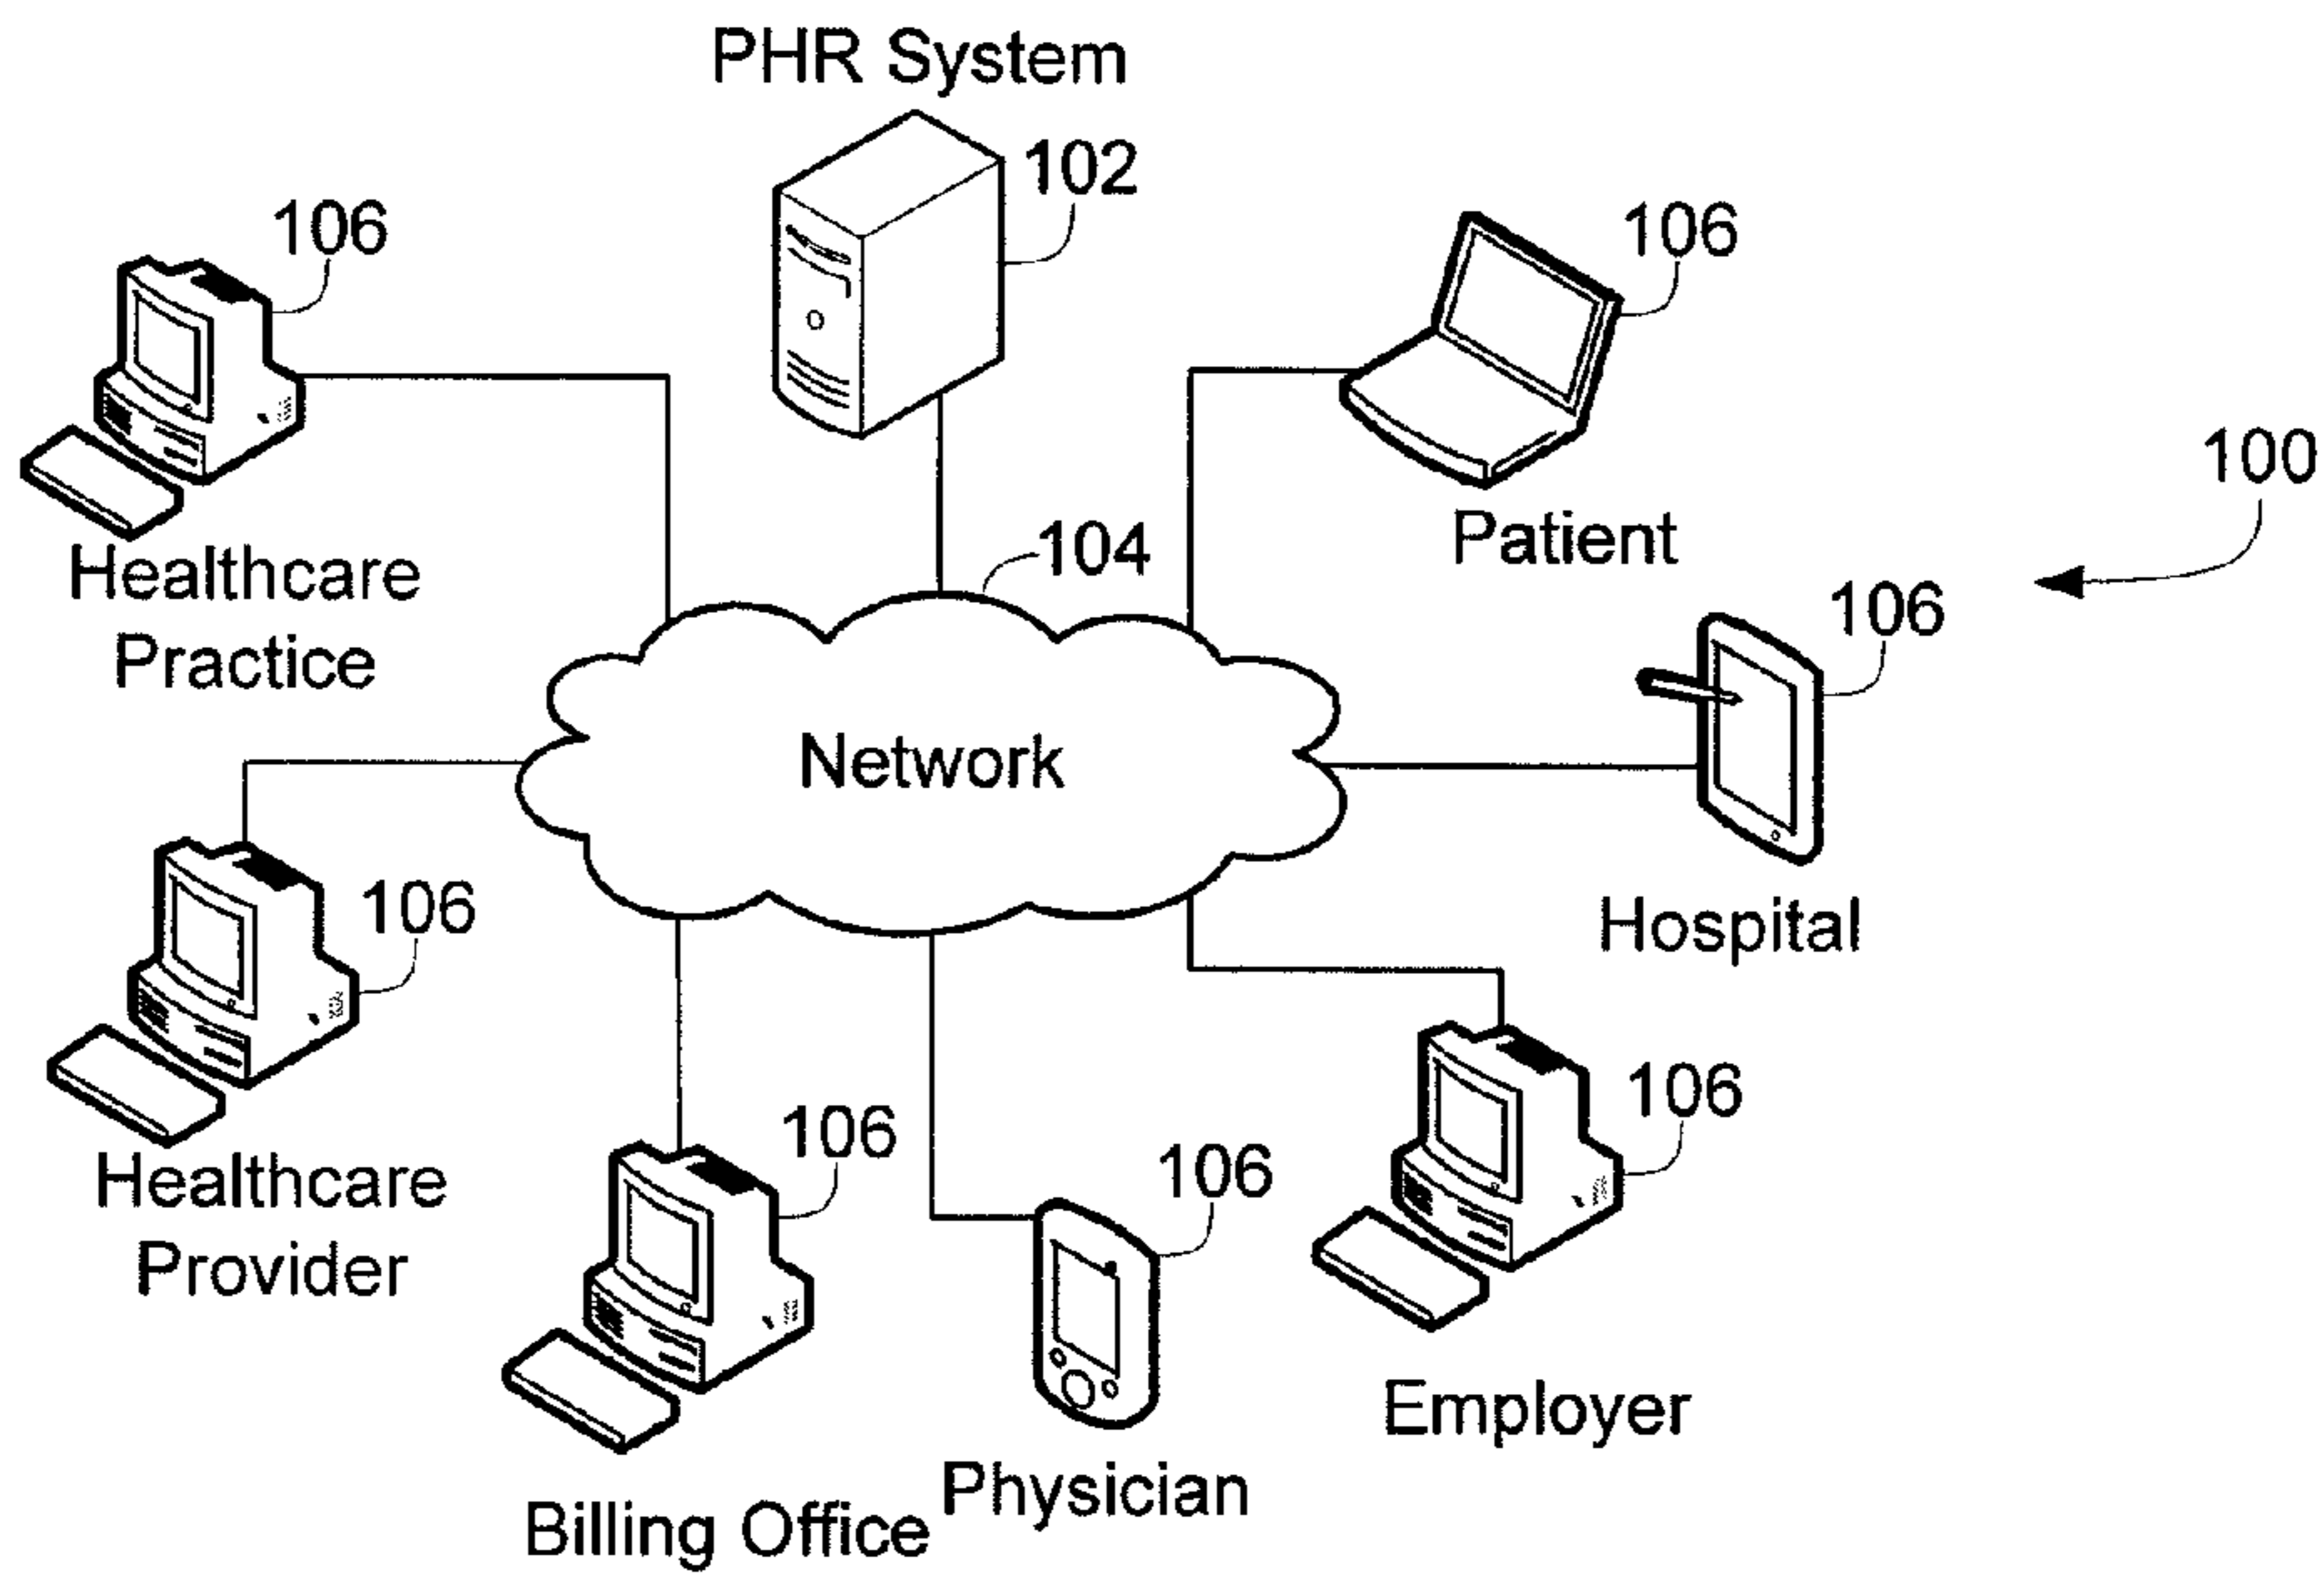 PHR System
102
106
106
100
Patient
104
Healthcare
Practice
106
Network
106
Hospital
106
106
106
Healthcare
Provider
Employer
Physician
Billing Office